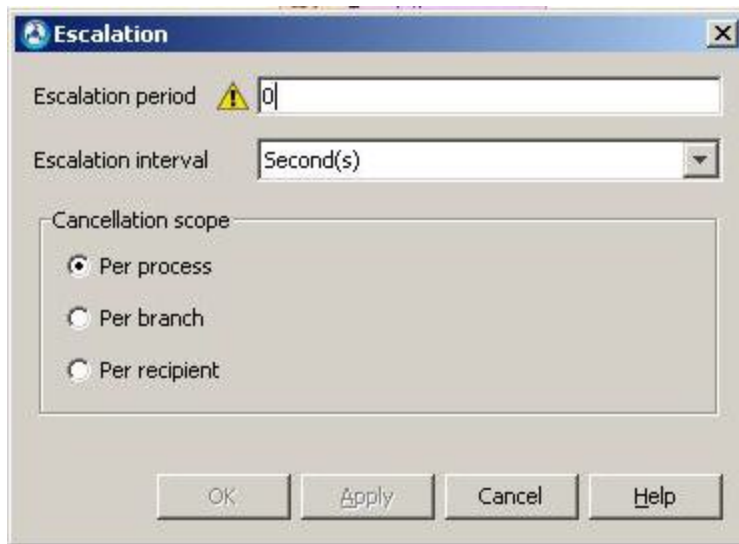 Escalation
Escalation period 0
Escalation interval Second(s)
Cancellation scope
Per process
Per branch
Per recipient
OK Apply Cancel Help